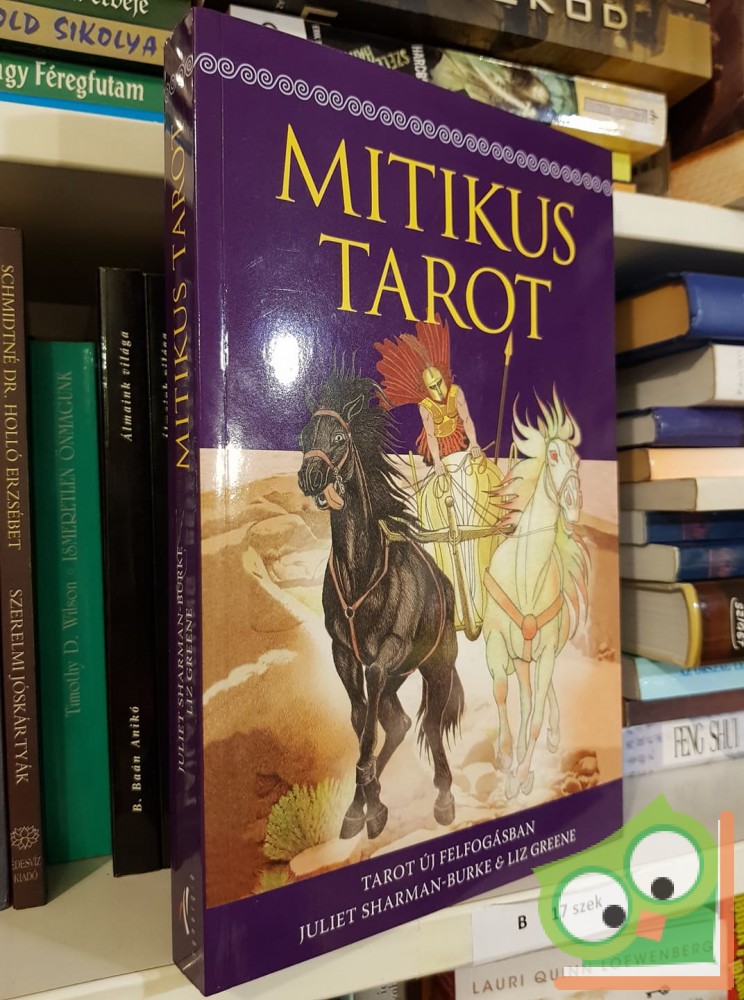 OLD SIKOLYA
gy Féregfutam
MITIKUS
TAROT
TAROT ÚJ FELFOGÁSBAN
JULIET SHARMAN-BURKE & LIZ GREENE
MITIKUS TAROT
JULIET SHARMAN-BURKE
LIZ GREENE
SCHMIDTNÉ DR. HOLLÓ ERZSÉBET
SZERELMI JÓSKÁRTYÁK
ÉDESVÍZ
KIADÓ
Timothy D. Wilson
ISMERETLEN ÖNMAGUNK
Álmaink világa
B. Baán Anikó
FENG SHUI
B
17 szek
LAURI QUINN LOEWENBERG